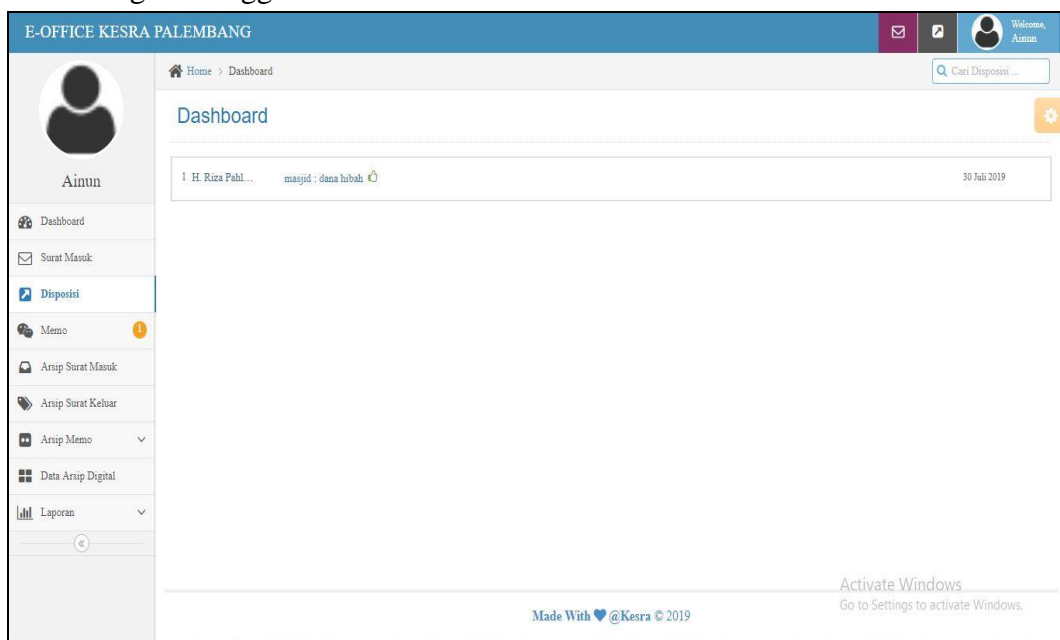 E-OFFICE KESRA PALEMBANG
Welcome,
Ainun
Home > Dashboard
Cari Disposisi ...
Dashboard
Ainun
1 H. Riza Pahl... masjid : dana hibah 30 Juli 2019
Dashboard
Surat Masuk
Disposisi
Memo 1
Arsip Surat Masuk
Arsip Surat Keluar
Arsip Memo
Data Arsip Digital
Laporan
Activate Windows
Go to Settings to activate Windows.
Made With @Kesra © 2019